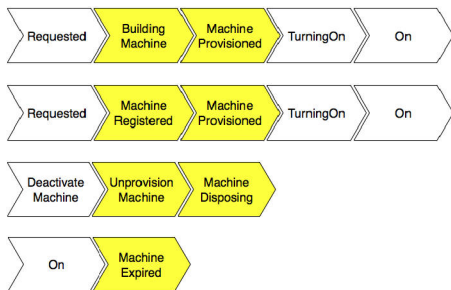 Requested
Building
Machine
Machine
Provisioned
TurningOn
On
Requested
Machine
Registered
Machine
Provisioned
TurningOn
On
Deactivate
Machine
Unprovision
Machine
Machine
Disposing
On
Machine
Expired